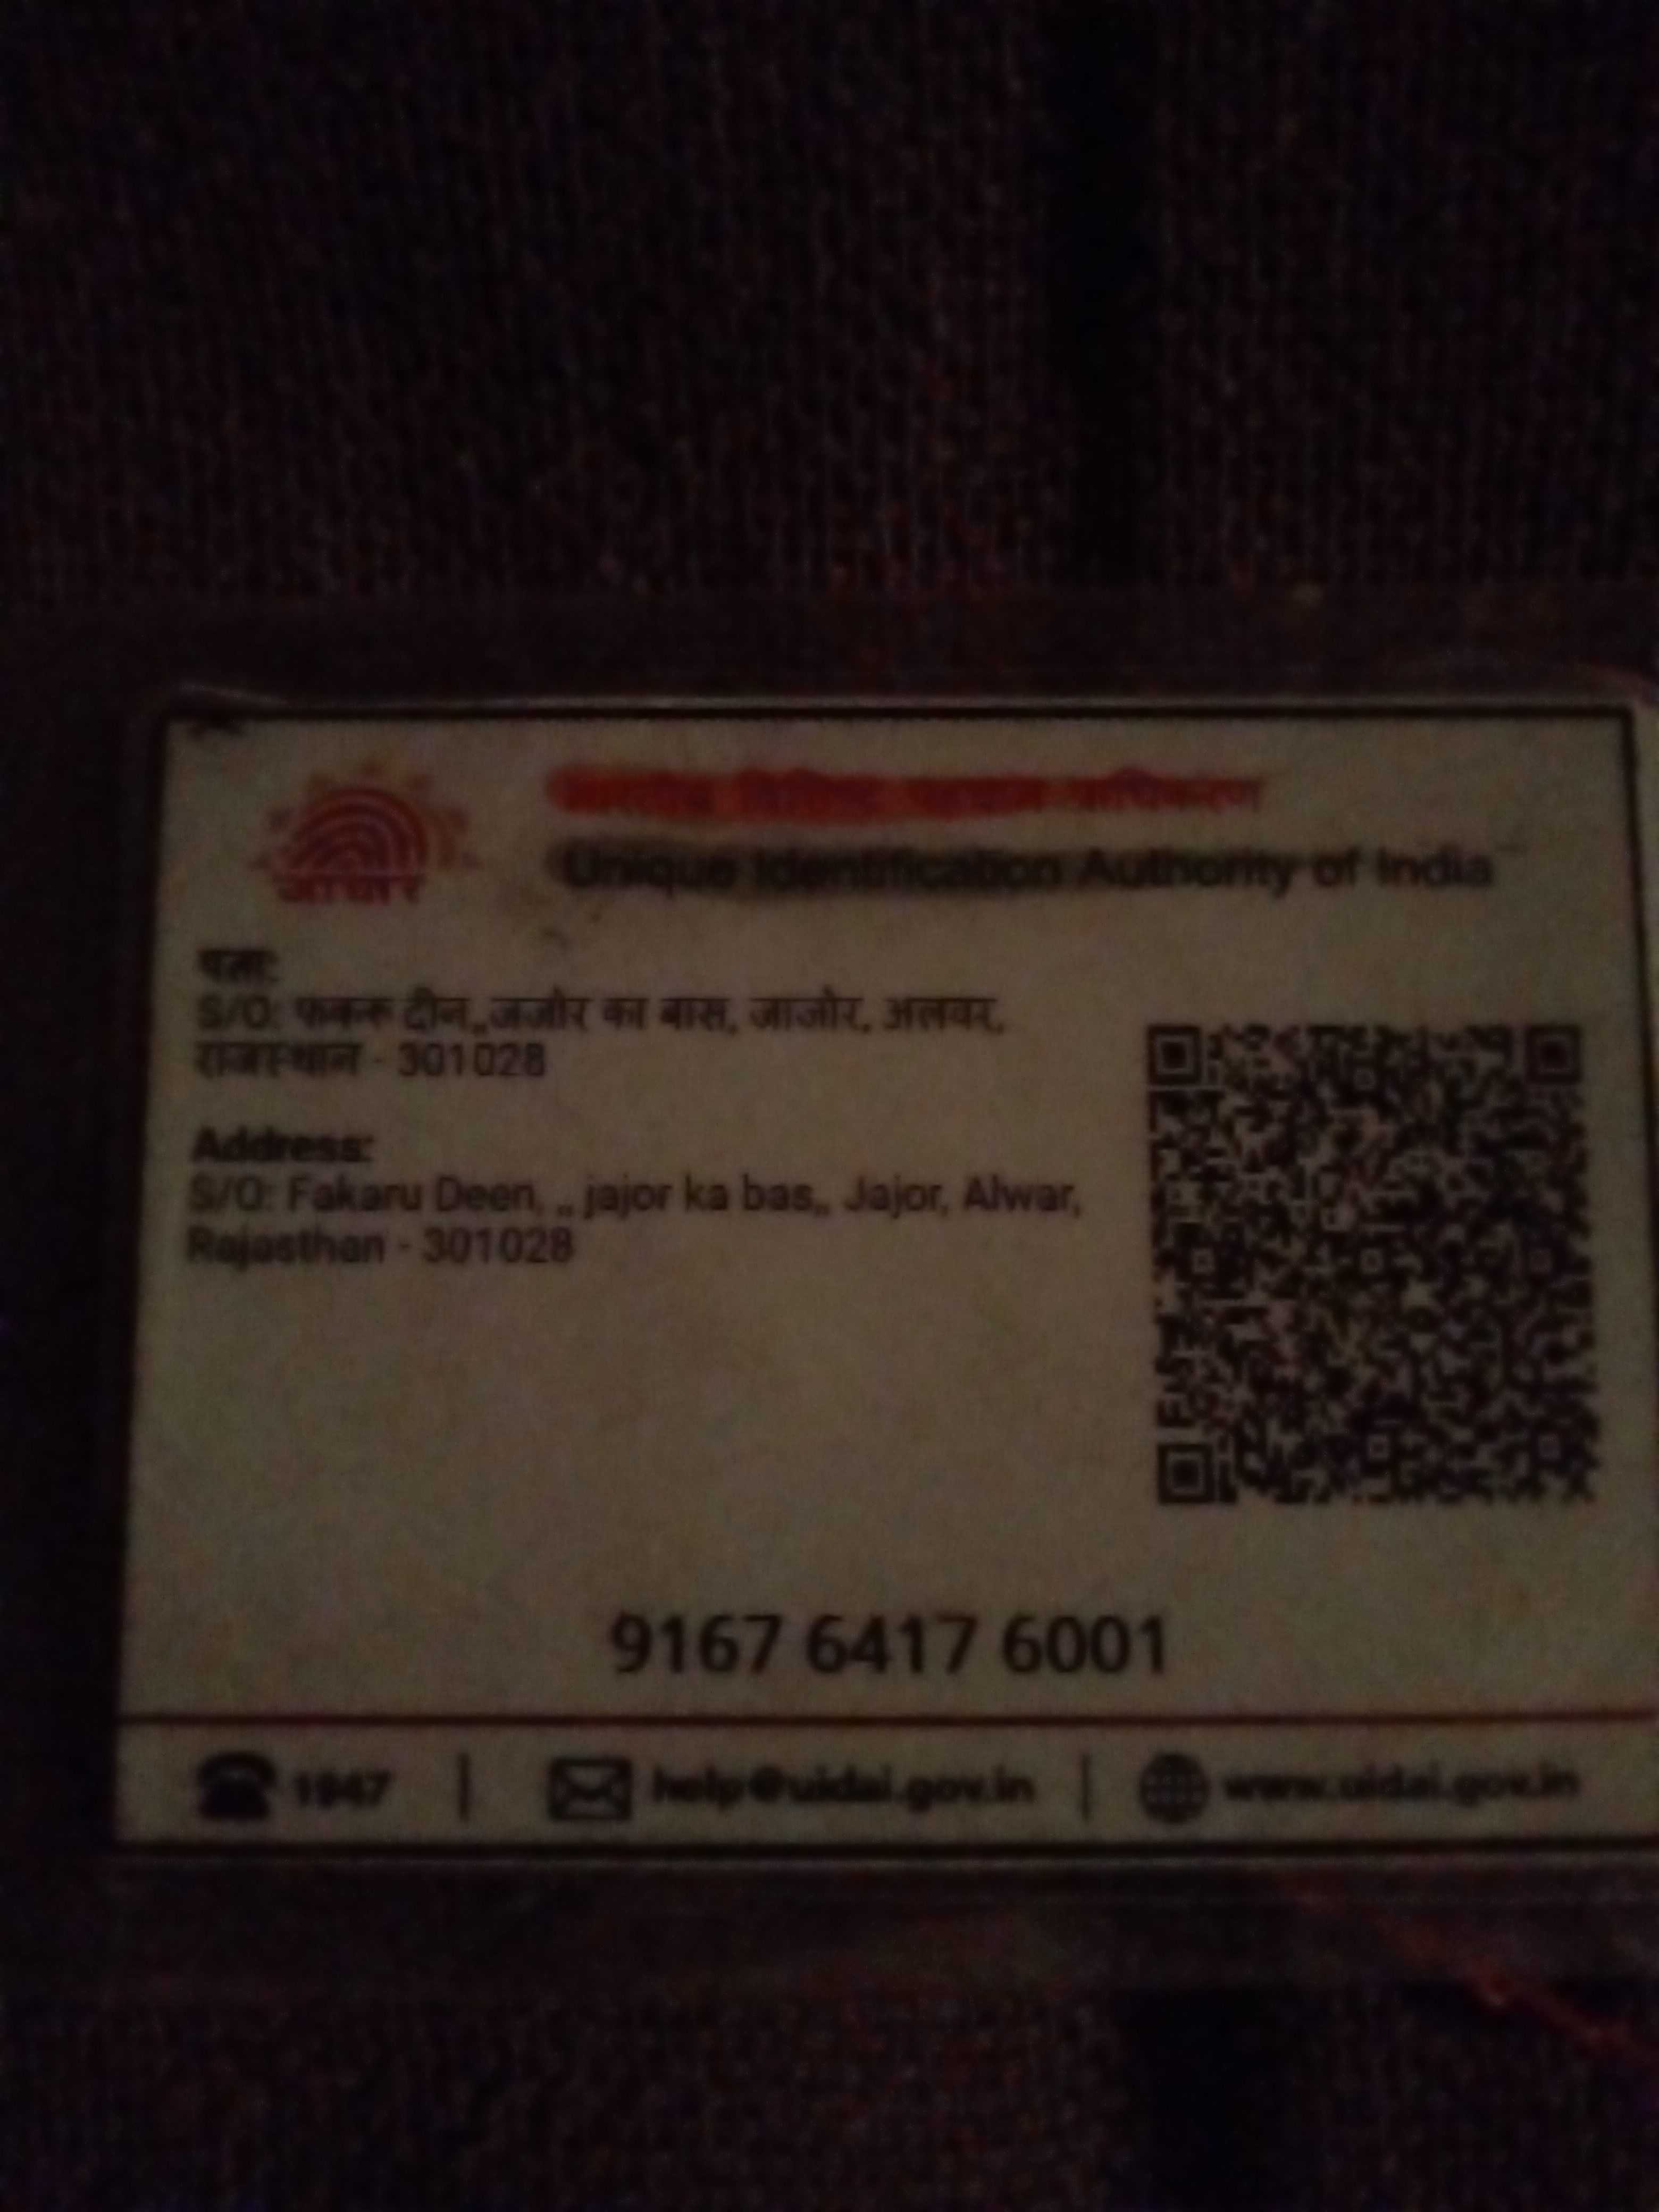 भारतीय विशिष्ट पहचान प्राधिकरण
Unique Identification Authority of India
आधार
पता:
S/O: फकरू दीन,,जजोर का बास, जाजोर, अलवर,
राजस्थान - 301028
Address:
S/O: Fakaru Deen, ,, jajor ka bas,, Jajor, Alwar,
Rajasthan - 301028
9167 6417 6001
1947 | help@uidai.gov.in | www.uidai.gov.in